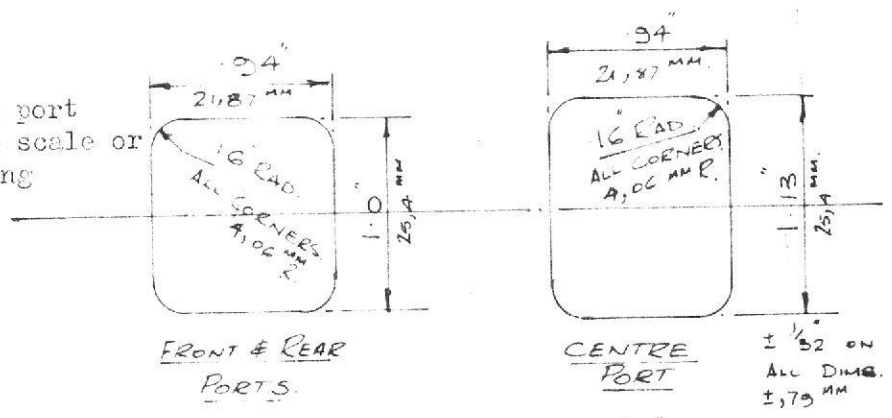 port
scale or
ng
.94"
21,87 MM
.16" RAD.
ALL CORNERS.
4,06 MM
R.
1.0"
25,4 MM
FRONT & REAR
PORTS.
.94"
21,87 MM.
.16" RAD.
ALL CORNERS.
4,06 MM R.
1.13"
25,4 MM.
CENTRE
PORT
± 1/32" ON
ALL DIMS.
±,79 MM